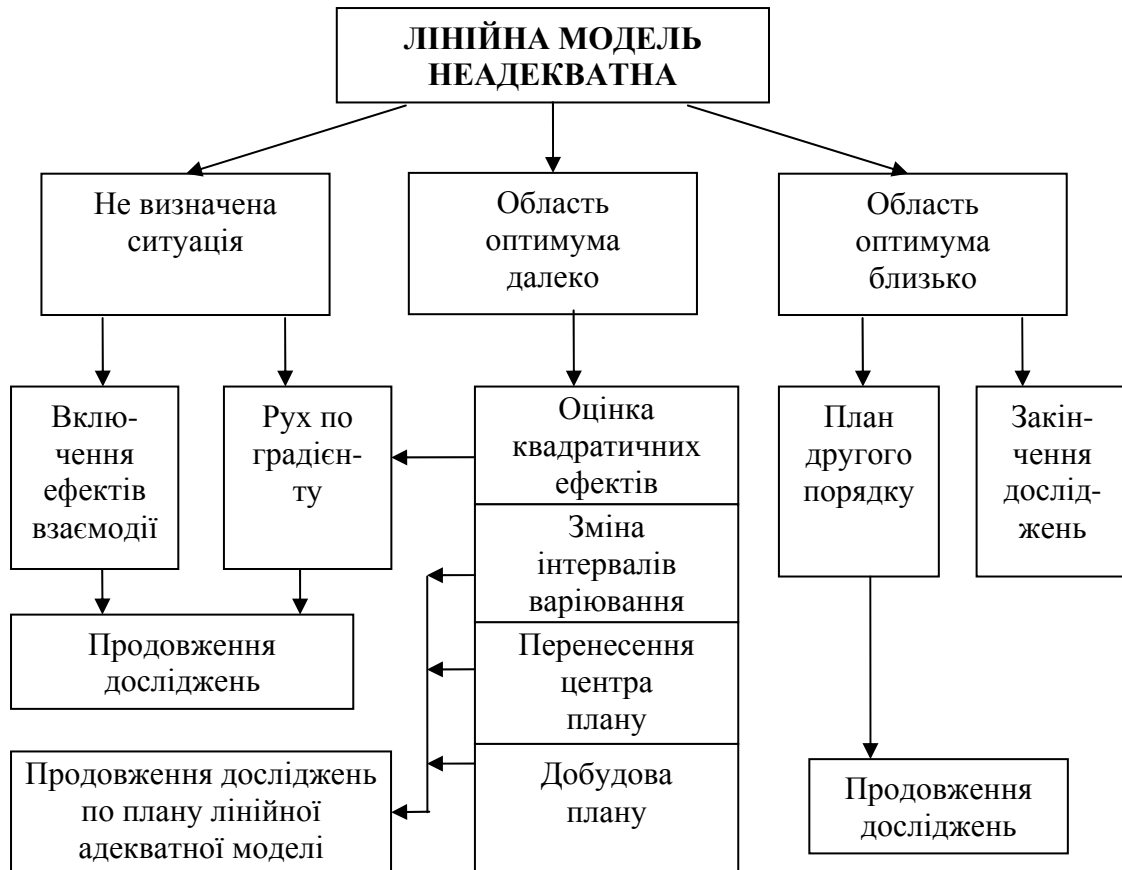 ЛІНІЙНА МОДЕЛЬ
НЕАДЕКВАТНА
Не визначена
ситуація
Область
оптимума
далеко
Область
оптимума
близько
Вклю-
чення
ефектів
взаємодії
Рух по
градієн-
ту
Оцінка
квадратичних
ефектів
Зміна
інтервалів
варіювання
Перенесення
центра
плану
Добудова
плану
План
другого
порядку
Закін-
чення
дослід-
жень
Продовження
досліджень
Продовження досліджень
по плану лінійної
адекватної моделі
Продовження
досліджень